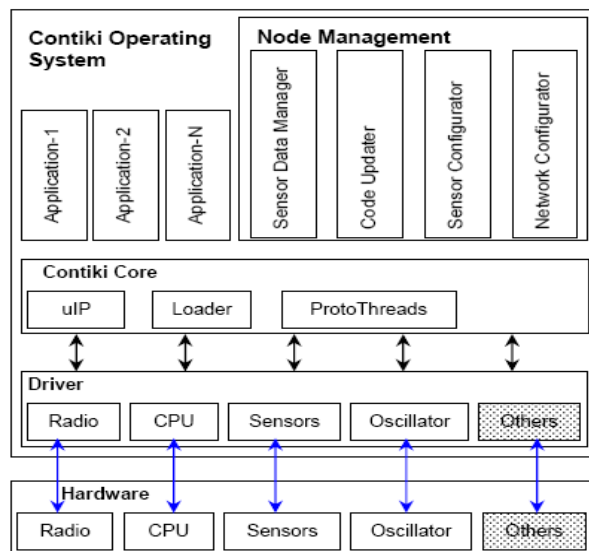 Contiki Operating
System
Node Management
Application-1
Application-2
Application-N
Sensor Data Manager
Code Updater
Sensor Configurator
Network Configurator
Contiki Core
uIP
Loader
ProtoThreads
Driver
Radio
CPU
Sensors
Oscillator
Others
Hardware
Radio
CPU
Sensors
Oscillator
Others